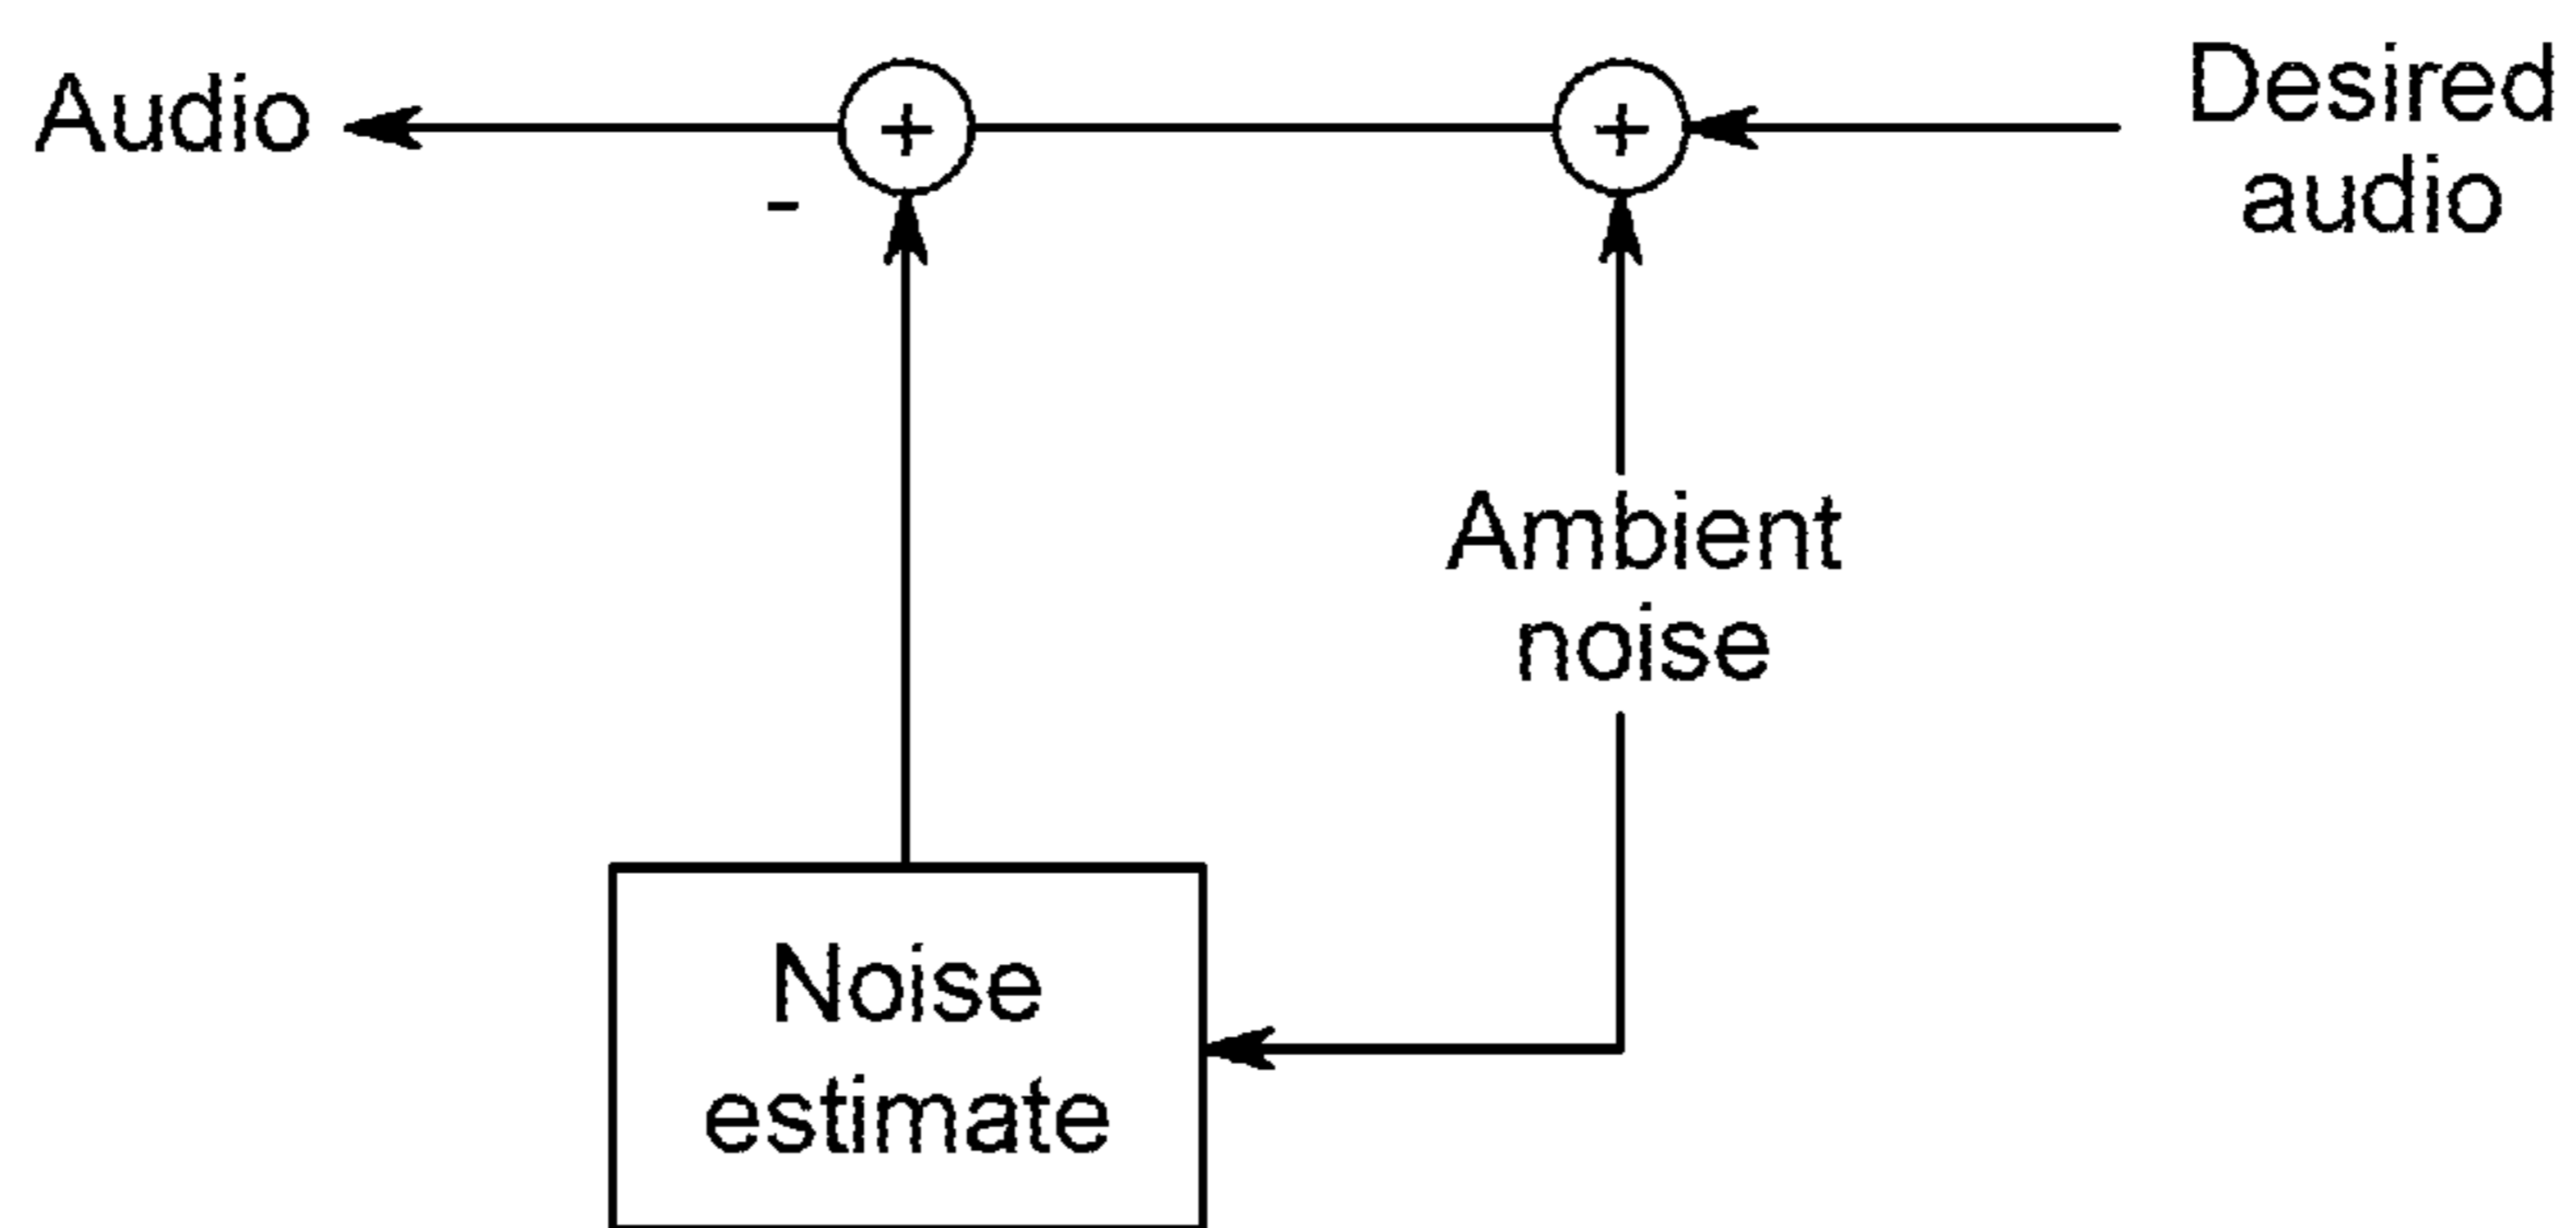 Audio
+
+
Desired
audio
-
Ambient
noise
Noise
estimate